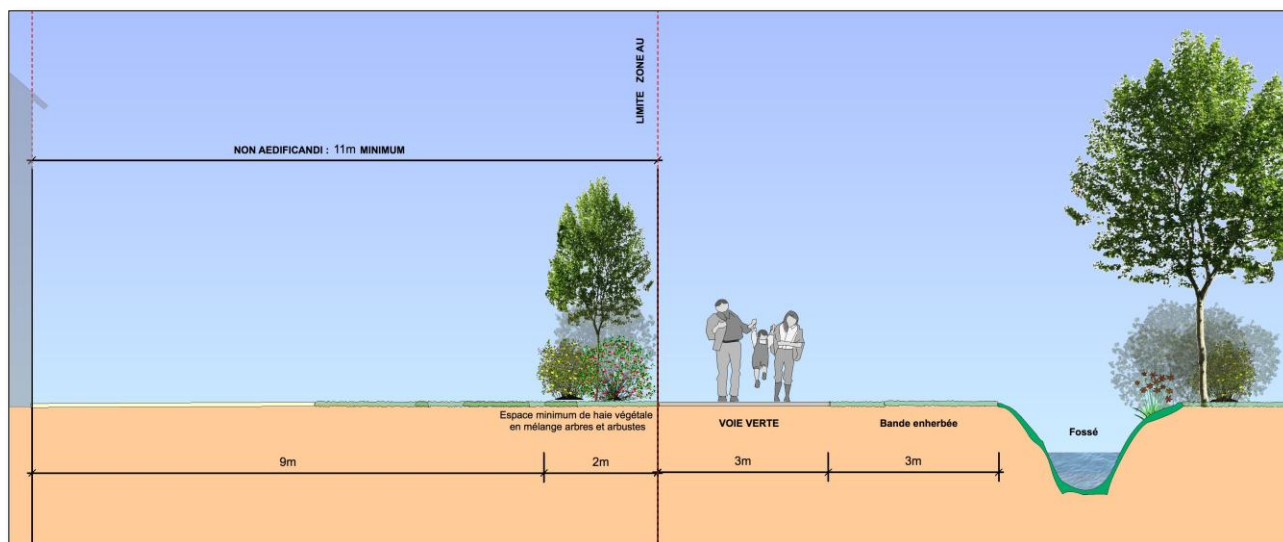 LIMITE ZONE AU
NON AEDIFICANDI : 11m MINIMUM
Espace minimum de haie végétale
en mélange arbres et arbustes
VOIE VERTE
Bande enherbée
Fossé
9m
2m
3m
3m